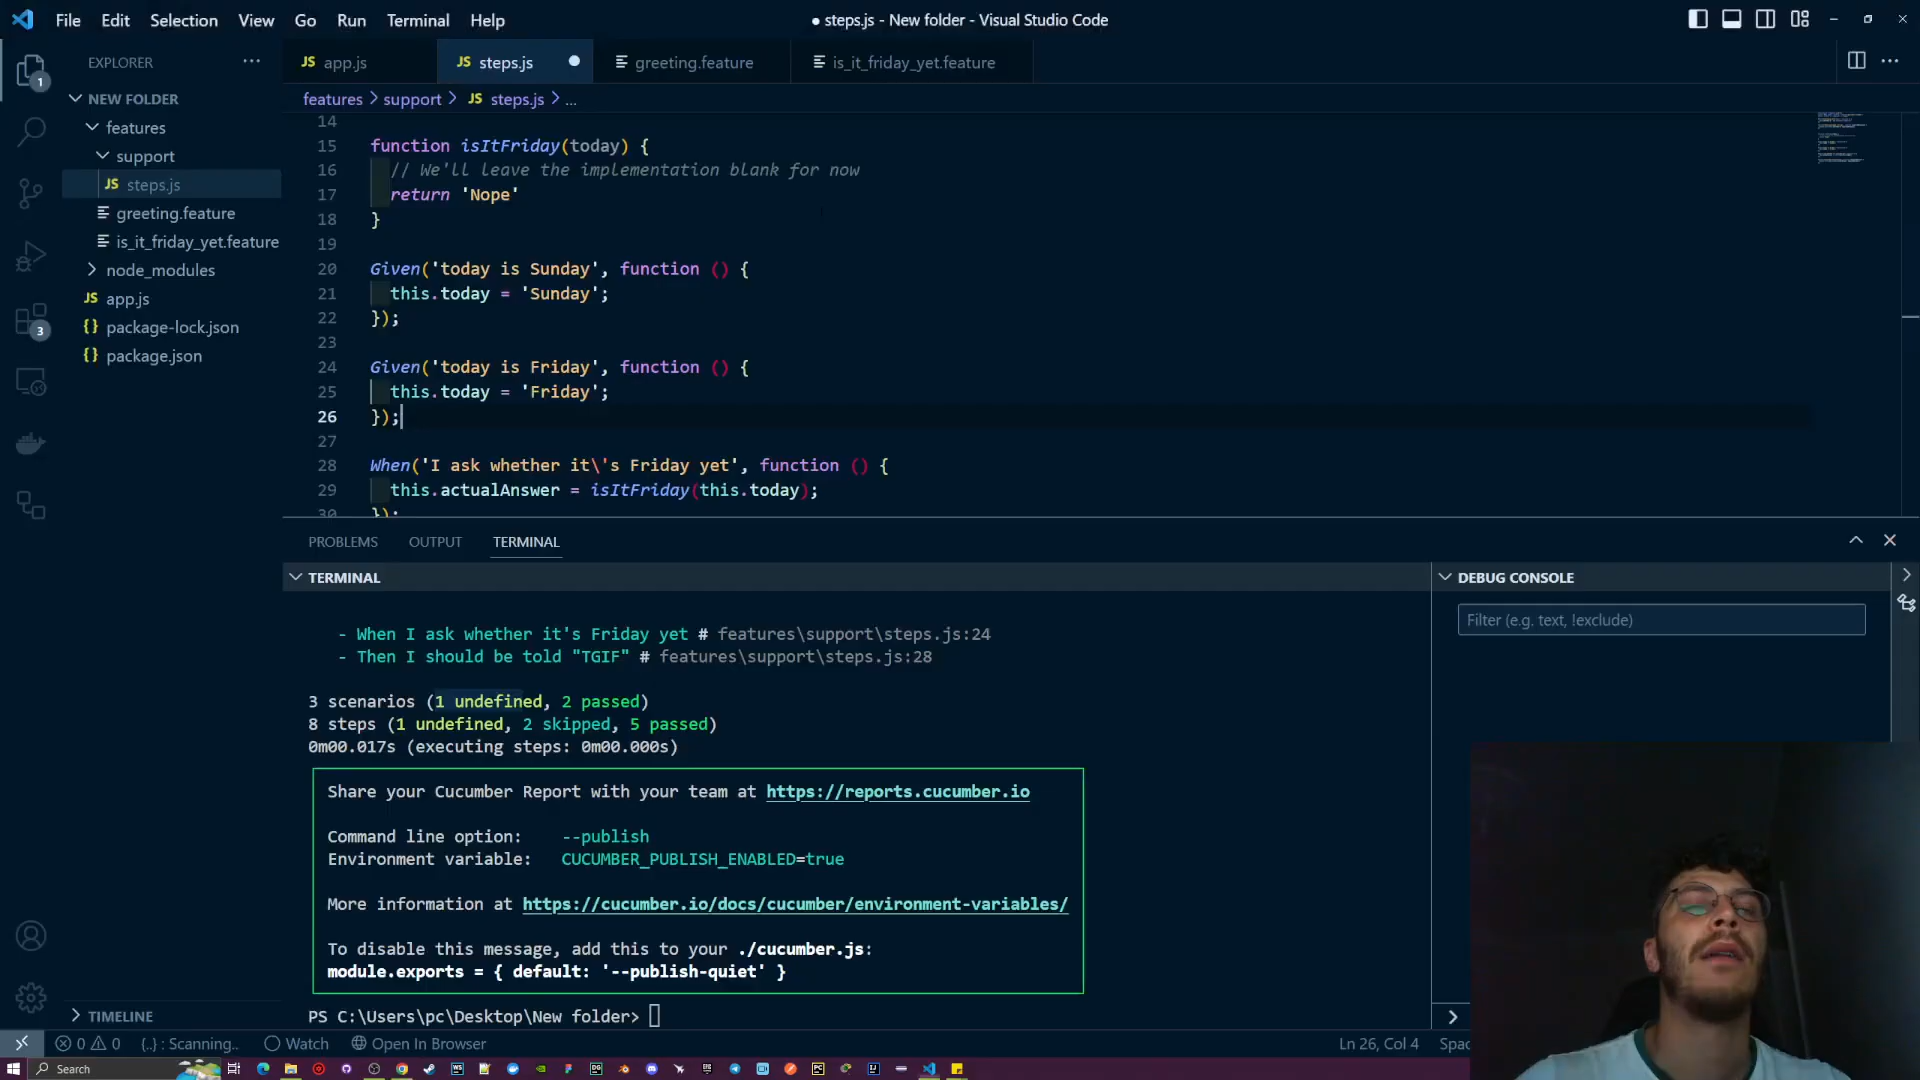 File Edit Selection View Go Run Terminal Help
● steps.js - New folder - Visual Studio Code
EXPLORER
JS app.js
JS steps.js
greeting.feature
is_it_friday_yet.feature
features > support > JS steps.js > ...
1
NEW FOLDER
features
support
JS steps.js
greeting.feature
is_it_friday_yet.feature
node_modules
JS app.js
{} package-lock.json
{} package.json
3
14
15 function isItFriday(today) {
16 // We'll leave the implementation blank for now
17 return 'Nope'
18 }
19
20 Given('today is Sunday', function () {
21 this.today = 'Sunday';
22 });
23
24 Given('today is Friday', function () {
25 this.today = 'Friday';
26 });
27
28 When('I ask whether it\'s Friday yet', function () {
29 this.actualAnswer = isItFriday(this.today);
30 });
PROBLEMS OUTPUT TERMINAL
TERMINAL
DEBUG CONSOLE
Filter (e.g. text, !exclude)
- When I ask whether it's Friday yet # features\support\steps.js:24
- Then I should be told "TGIF" # features\support\steps.js:28
3 scenarios (1 undefined, 2 passed)
8 steps (1 undefined, 2 skipped, 5 passed)
0m00.017s (executing steps: 0m00.000s)
Share your Cucumber Report with your team at https://reports.cucumber.io
Command line option: --publish
Environment variable: CUCUMBER_PUBLISH_ENABLED=true
More information at https://cucumber.io/docs/cucumber/environment-variables/
To disable this message, add this to your ./cucumber.js:
module.exports = { default: '--publish-quiet' }
PS C:\Users\pc\Desktop\New folder>
TIMELINE
0 0 {..} : Scanning.. Watch Open In Browser
Ln 26, Col 4 Spac
Search